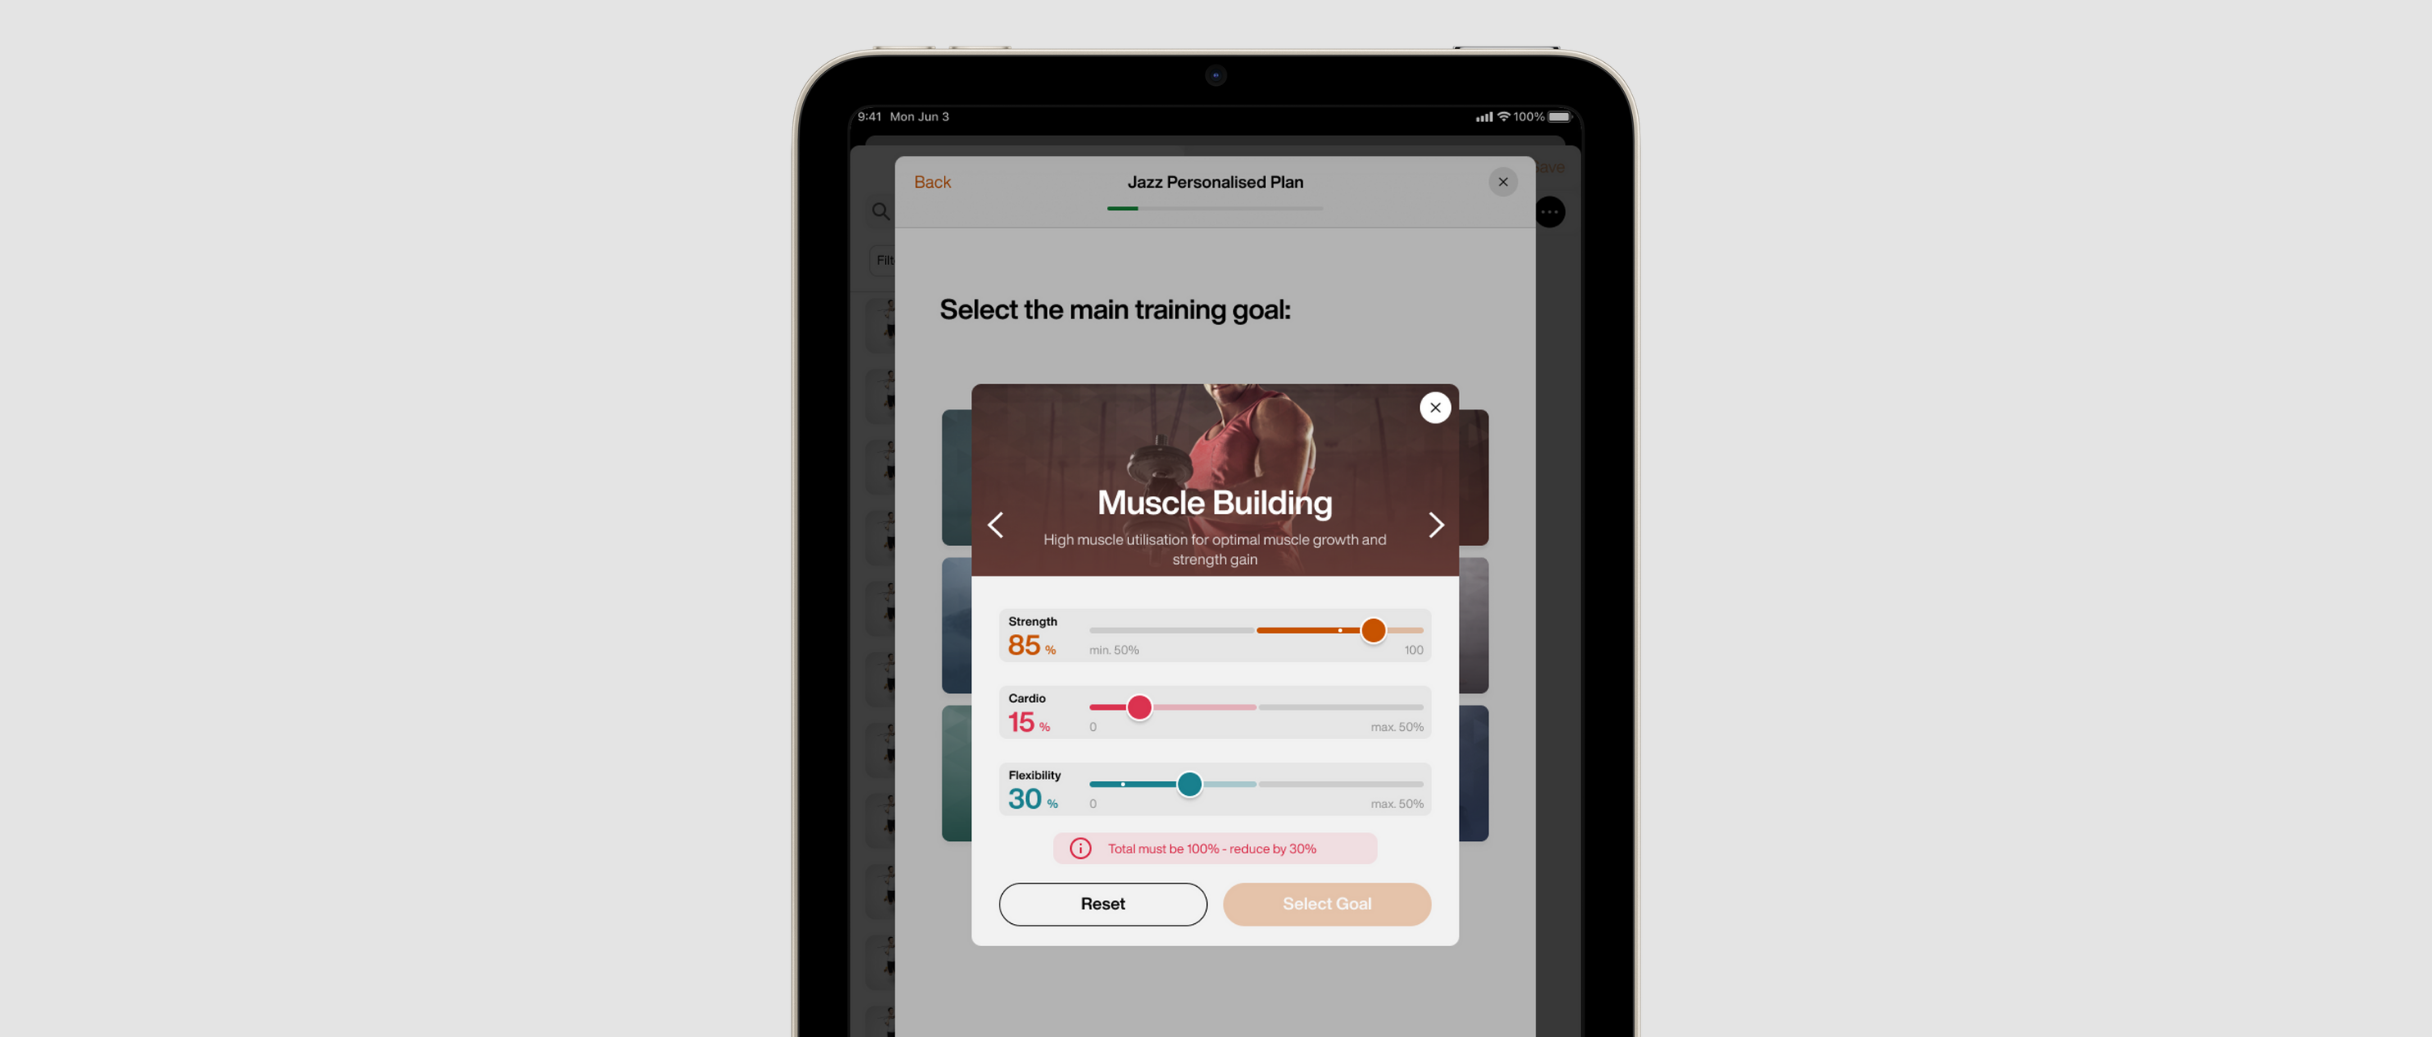 9:41 Mon Jun 3
100%
Back
Jazz Personalised Plan
Select the main training goal:
Muscle Building
High muscle utilisation for optimal muscle growth and
strength gain
Strength
85 %
min. 50%
100
Cardio
15 %
0
max. 50%
Flexibility
30 %
0
max. 50%
Total must be 100% - reduce by 30%
Reset
Select Goal